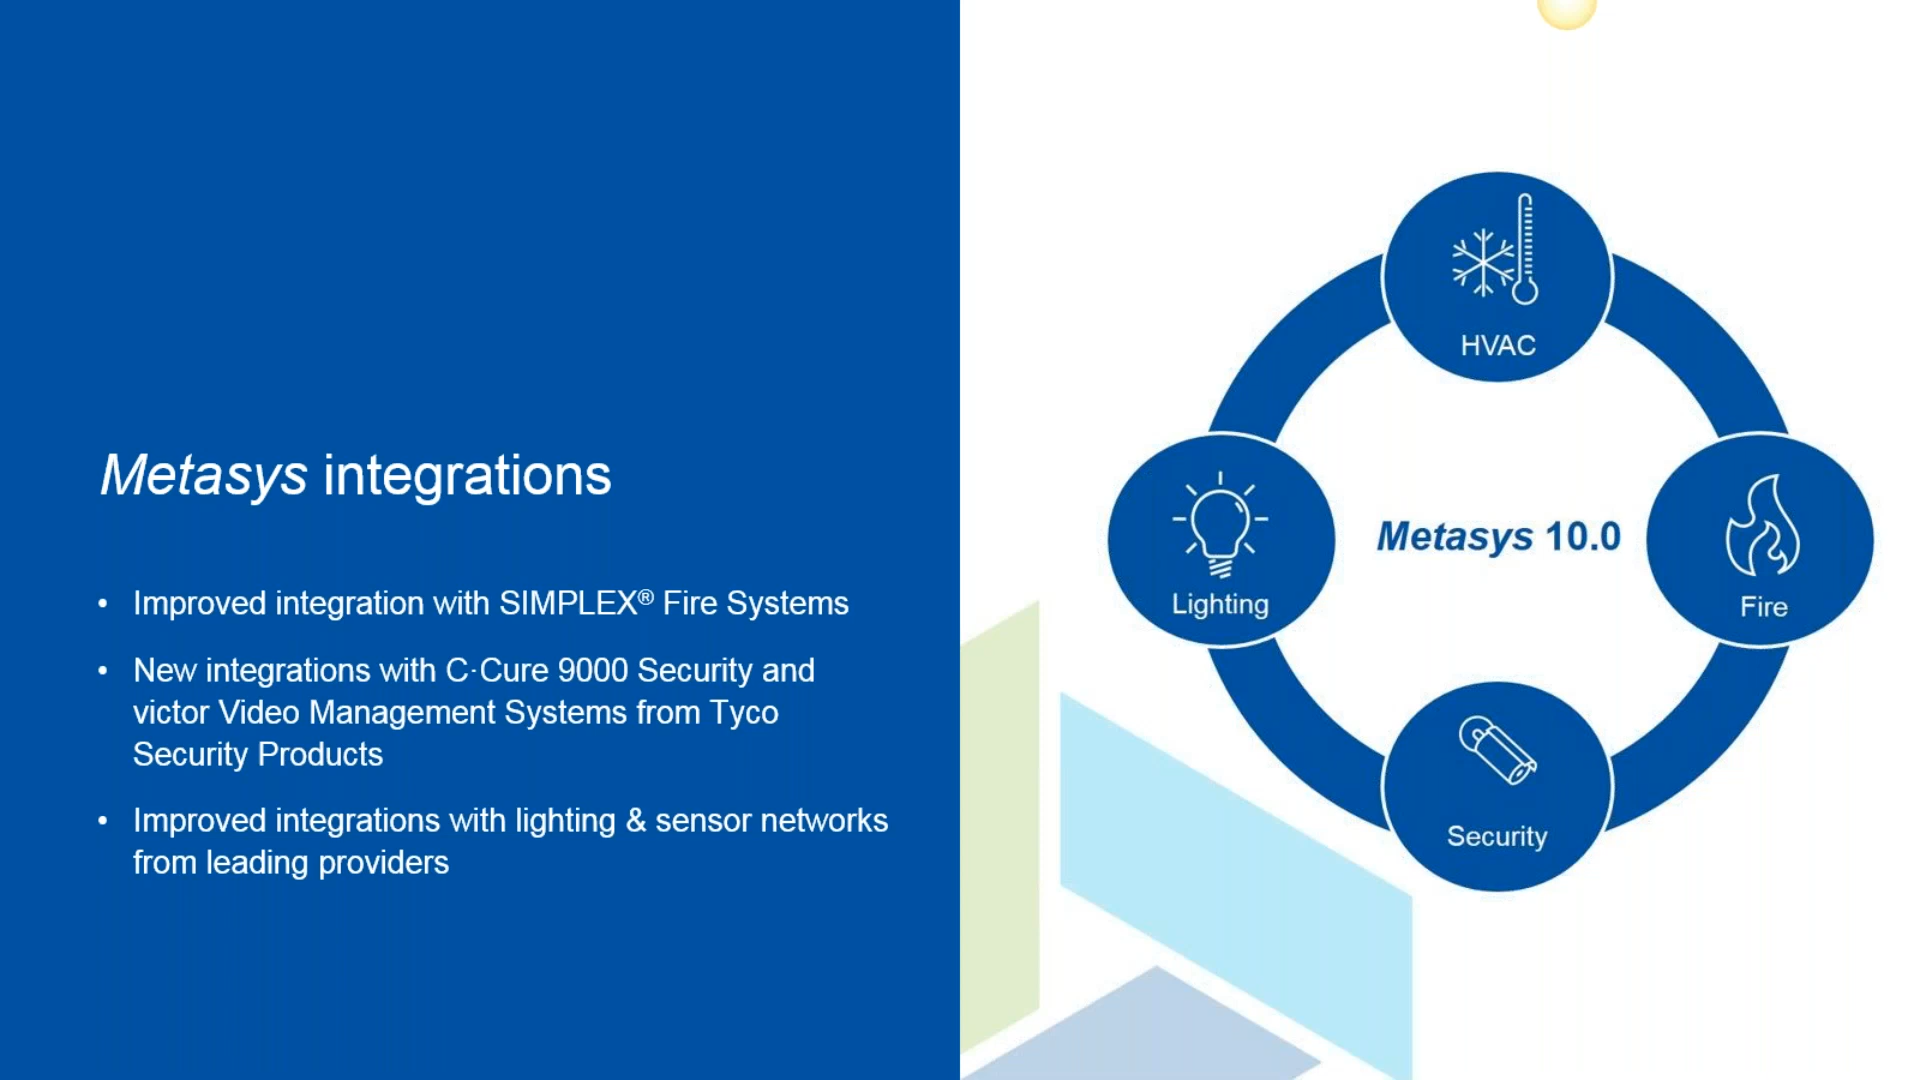 Metasys integrations
• Improved integration with SIMPLEX® Fire Systems
• New integrations with C·Cure 9000 Security and
victor Video Management Systems from Tyco
Security Products
• Improved integrations with lighting & sensor networks
from leading providers
HVAC
Lighting
Metasys 10.0
Fire
Security